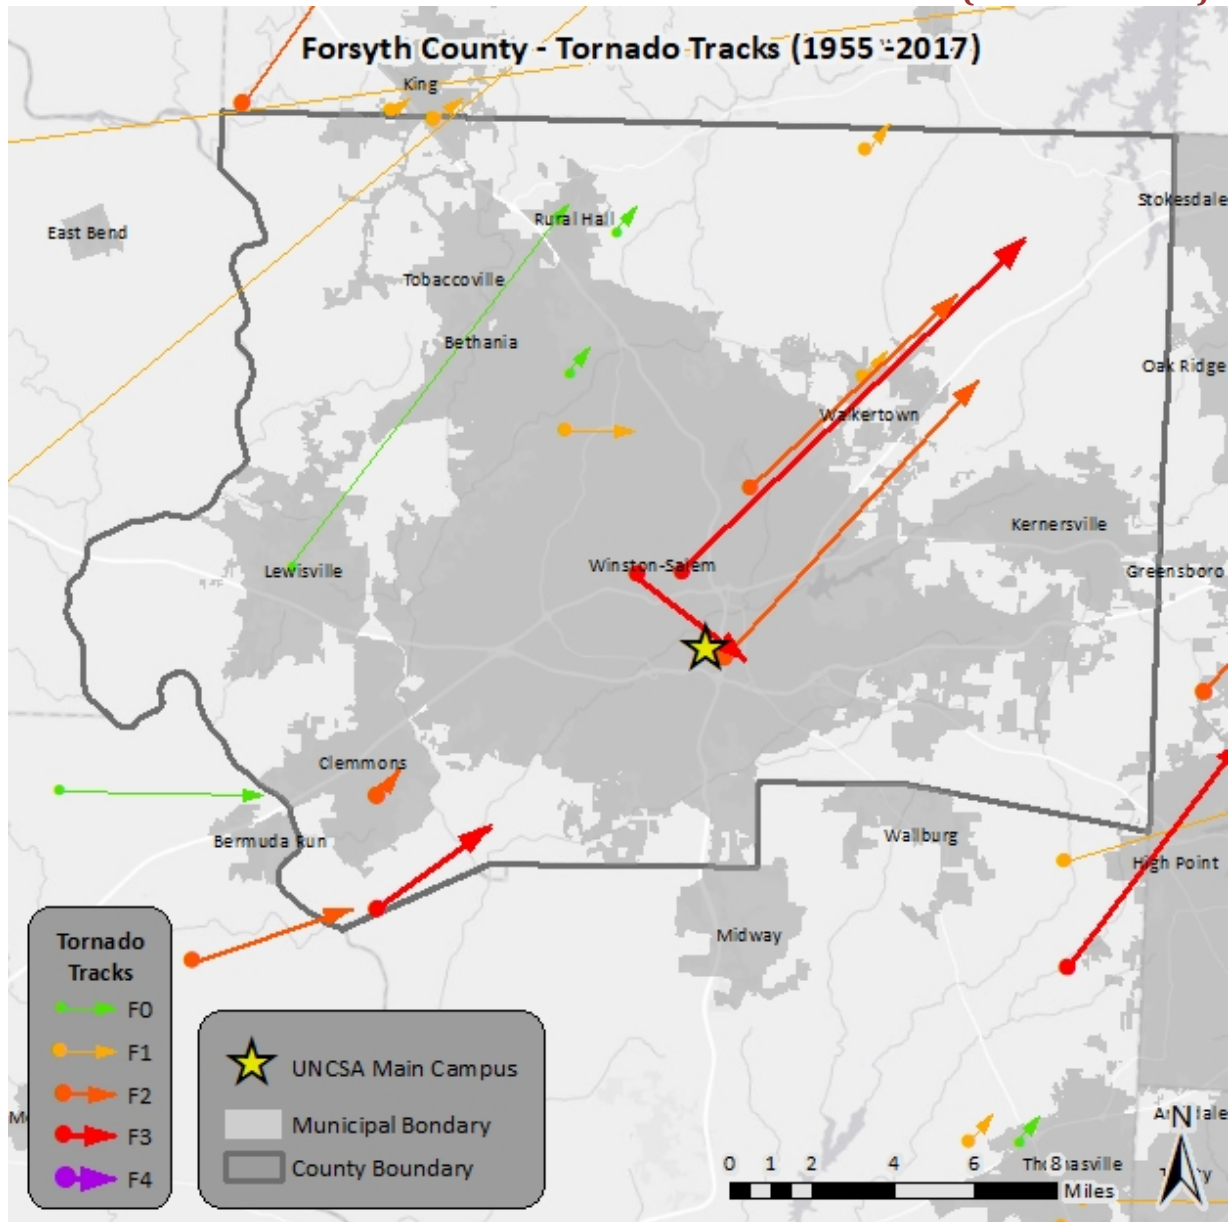 Forsyth County - Tornado Tracks (1955 -2017)
King
Stokesdale
East Bend
Rural Hall
Tobaccoville
Bethania
Oak Ridge
Walkertown
Kernersville
Winston-Salem
Lewisville
Greensboro
Clemmons
Bermuda Run
Wallburg
High Point
Midway
Tornado
Tracks
F0
F1
F2
F3
F4
UNCSA Main Campus
Municipal Bondary
County Boundary
N
0 1 2 4 6 8
Miles
Thomasville